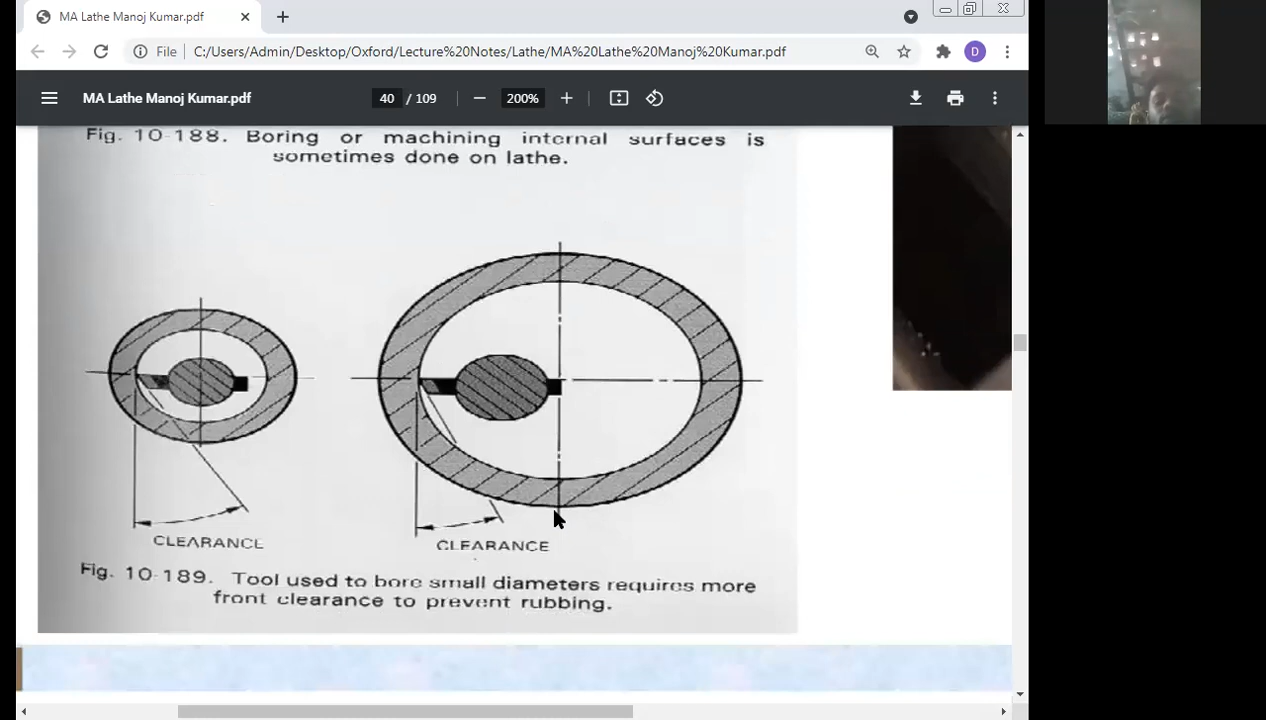 MA Lathe Manoj Kumar.pdf
File
C:/Users/Admin/Desktop/Oxford/Lecture%20Notes/Lathe/MA%20Lathe%20Manoj%20Kumar.pdf
D
MA Lathe Manoj Kumar.pdf
40 / 109
200%
Fig. 10-188. Boring or machining internal surfaces is
sometimes done on lathe.
CLEARANCE
CLEARANCE
Fig. 10-189. Tool used to bore small diameters requires more
front clearance to prevent rubbing.